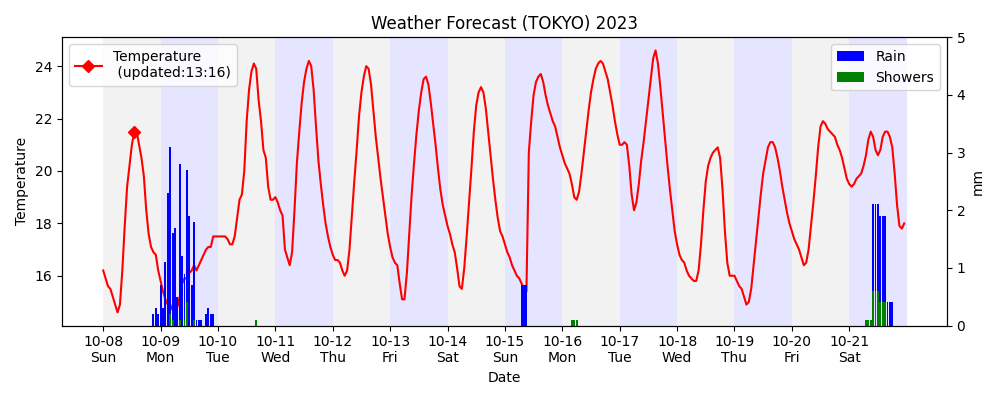 Weather Forecast (TOKYO) 2023
Temperature
(updated:13:16)
Rain
Showers
Temperature
24
22
20
18
16
5
4
3
2
1
0
mm
10-08 10-09 10-10 10-11 10-12 10-13 10-14 10-15 10-16 10-17 10-18 10-19 10-20 10-21
Sun Mon Tue Wed Thu Fri Sat Sun Mon Tue Wed Thu Fri Sat
Date